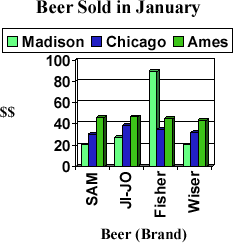 Beer Sold in January
Madison Chicago Ames
100
80
60
40
20
0
$$
SAM JI-JO Fisher Wiser
Beer (Brand)